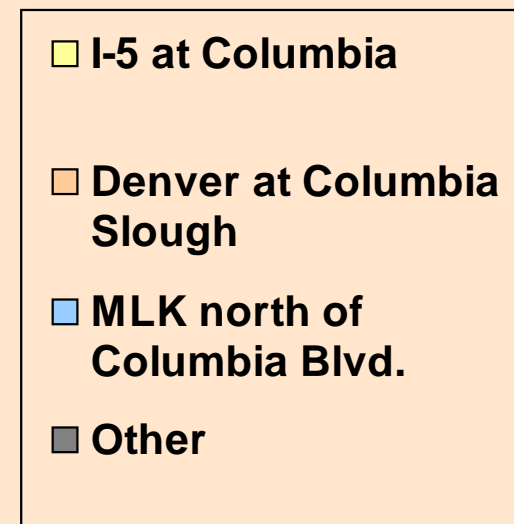 I-5 at Columbia
Denver at Columbia
Slough
MLK north of
Columbia Blvd.
Other